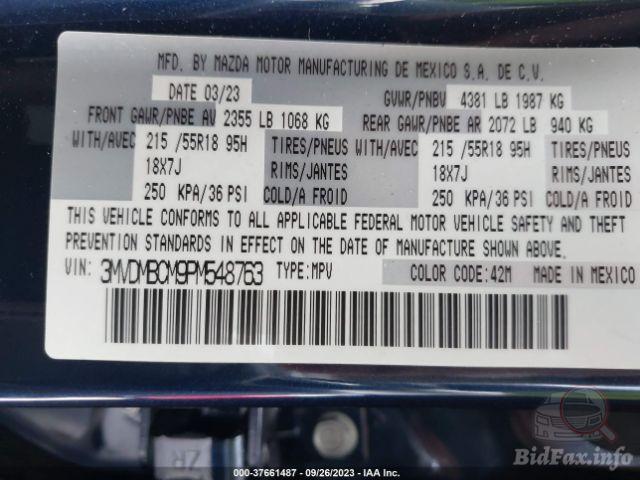 MFD. BY MAZDA MOTOR MANUFACTURING DE MEXICO S.A. DE C.V.
DATE 03/23 GVWR/PNBV 4381 LB 1987 KG
FRONT GAWR/PNBE AV 2355 LB 1068 KG REAR GAWR/PNBE AR 2072 LB 940 KG
WITH/AVEC 215 /55R18 95H TIRES/PNEUS WITH/AVEC 215 /55R18 95H TIRES/PNEUS
18X7J RIMS/JANTES 18X7J RIMS/JANTES
250 KPA/36 PSI COLD/A FROID 250 KPA/36 PSI COLD/A FROID
THIS VEHICLE CONFORMS TO ALL APPLICABLE FEDERAL MOTOR VEHICLE SAFETY AND THEFT
PREVENTION STANDARDS IN EFFECT ON THE DATE OF MANUFACTURE SHOWN ABOVE.
VIN: 3MVDMBCM9PM548763 TYPE:MPV COLOR CODE:42M MADE IN MEXICO
ZR
000-37661487 - 09/26/2023 - IAA Inc.
BidFax.info